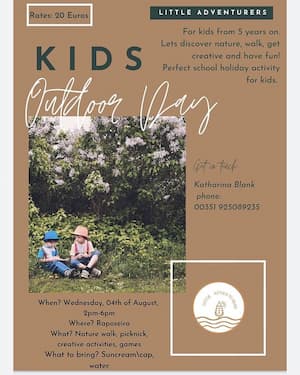 Rates: 20 Euros
LITTLE ADVENTURERS
For kids from 5 years on.
Lets discover nature, walk, get
creative and have fun!
Perfect school holiday activity
for kids.
KIDS
Outdoor Day
Get in touch
Katharina Blank
phone:
00351 925089235
When? Wednesday, 04th of August,
2pm-6pm
Where? Raposeira
What? Nature walk, picknick,
creative activities, games
What to bring? Suncream\cap,
water